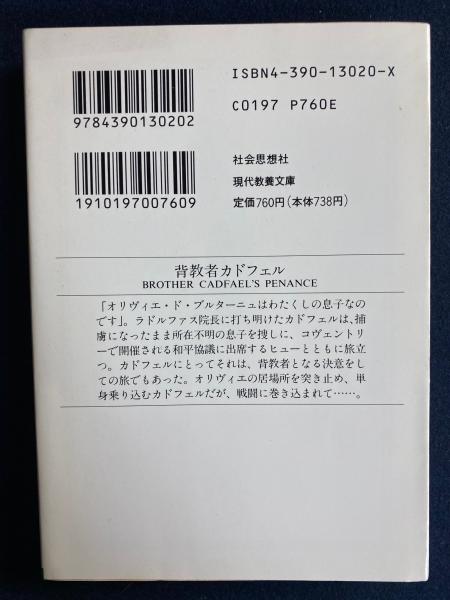 ISBN4-390-13020-X
C0197 P760E
9784390130202
1910197007609
社会思想社
現代教養文庫
定価760円(本体738円)
背教者カドフェル
BROTHER CADFAEL'S PENANCE
「オリヴィエ・ド・ブルターニュはわたくしの息子なの
です」。ラドルファス院長に打ち明けたカドフェルは、捕
虜になったまま所在不明の息子を捜しに、コヴェントリ
ーで開催される和平協議に出席するヒューとともに旅立
つ。カドフェルにとってそれは、背教者となる決意をして
の旅でもあった。オリヴィエの居場所を突き止め、単
身乗り込むカドフェルだが、戦闘に巻き込まれて……。